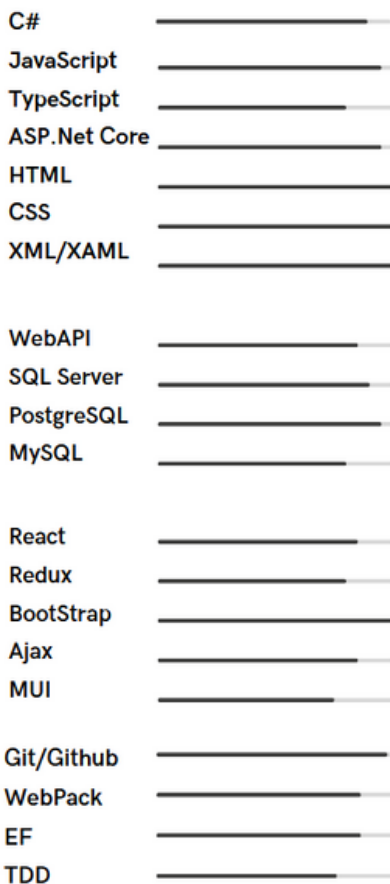 C#
JavaScript
TypeScript
ASP.Net Core
HTML
CSS
XML/XAML
WebAPI
SQL Server
PostgreSQL
MySQL
React
Redux
BootStrap
Ajax
MUI
Git/Github
WebPack
EF
TDD